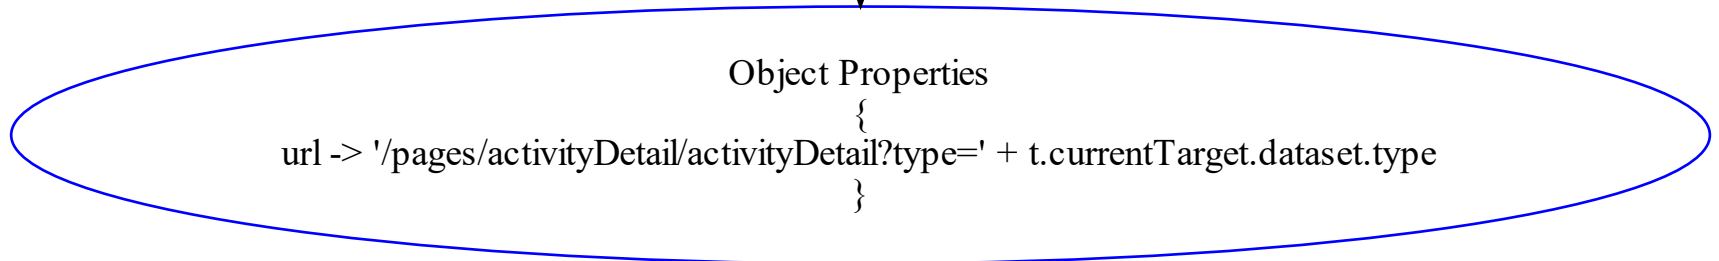 Object Properties
{
url -> '/pages/activityDetail/activityDetail?type=' + t.currentTarget.dataset.type
}